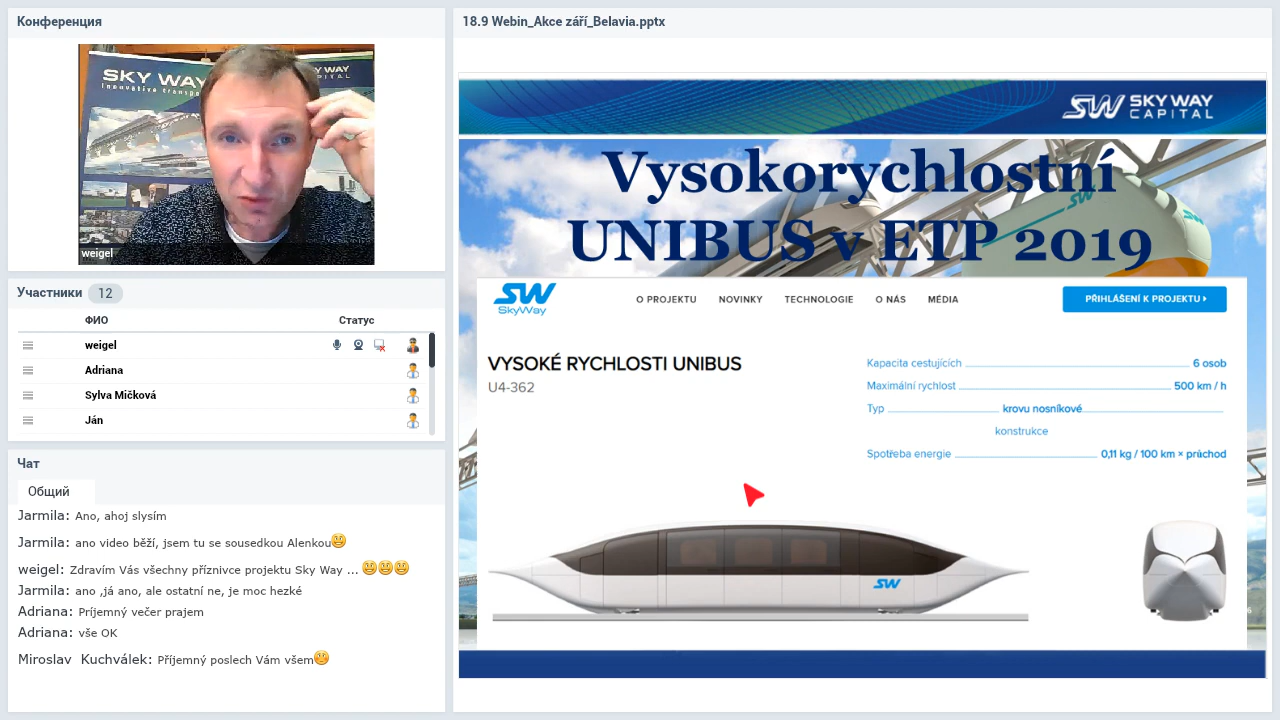 Конференция
SKY WAY
Innovative transpo
PITAL
weigel
Участники 12
ФИО Статус
weigel
Adriana
Sylva Mičková
Ján
Чат
Общий
Jarmila: Ano, ahoj slysím
Jarmila: ano video běží, jsem tu se sousedkou Alenkou
weigel: Zdravím Vás všechny příznivce projektu Sky Way ...
Jarmila: ano ,já ano, ale ostatní ne, je moc hezké
Adriana: Príjemný večer prajem
Adriana: vše OK
Miroslav Kuchválek: Příjemný poslech Vám všem
18.9 Webin_Akce září_Belavia.pptx
SW SKY WAY
CAPITAL
Vysokorychlostní
UNIBUS v ETP 2019
SW
SkyWay
O PROJEKTU NOVINKY TECHNOLOGIE O NÁS MÉDIA PŘIHLÁŠENÍ K PROJEKTU
VYSOKÉ RYCHLOSTI UNIBUS
U4-362
Kapacita cestujících 6 osob
Maximální rychlost 500 km / h
Typ krovu nosníkové
konstrukce
Spotřeba energie 0,11 kg / 100 km × průchod
SW
6